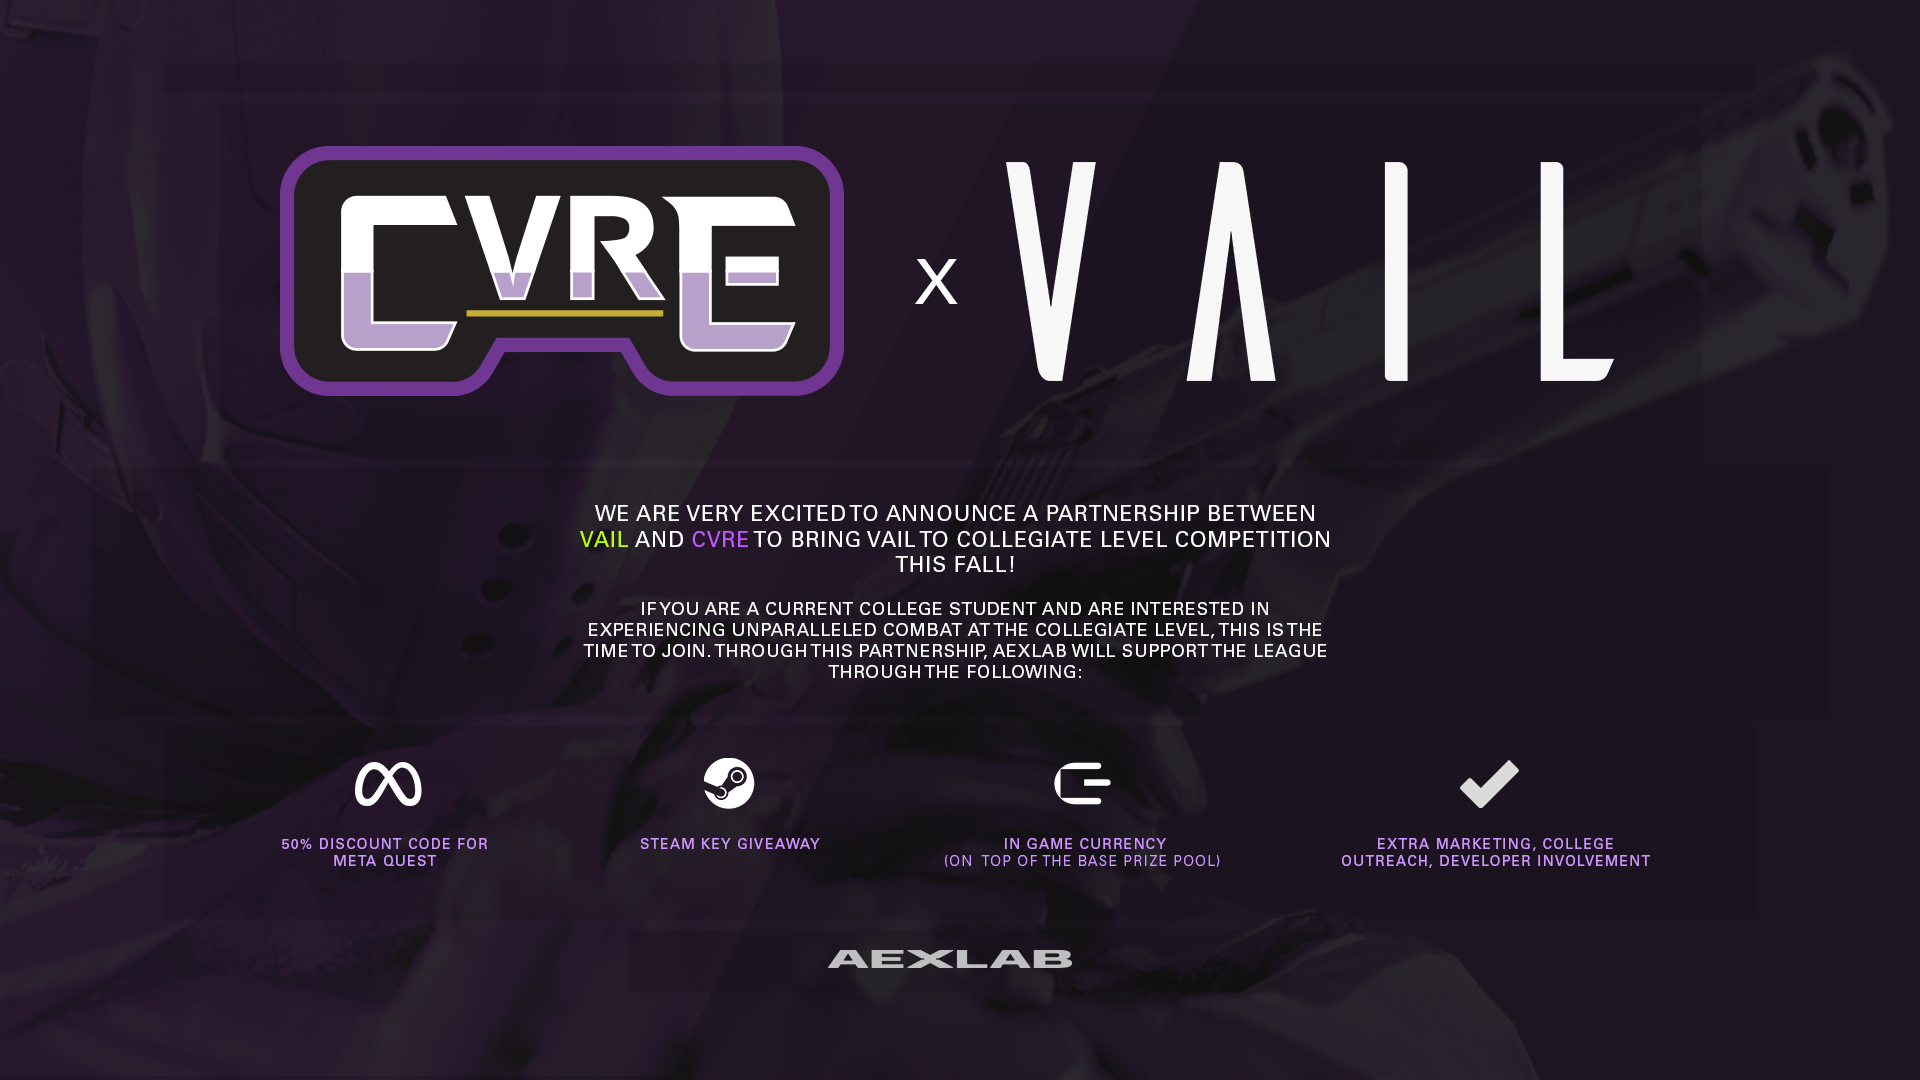 CVRE x VAIL
WE ARE VERY EXCITED TO ANNOUNCE A PARTNERSHIP BETWEEN
VAIL AND CVRE TO BRING VAIL TO COLLEGIATE LEVEL COMPETITION
THIS FALL!
IF YOU ARE A CURRENT COLLEGE STUDENT AND ARE INTERESTED IN
EXPERIENCING UNPARALLELED COMBAT AT THE COLLEGIATE LEVEL, THIS IS THE
TIME TO JOIN. THROUGH THIS PARTNERSHIP, AEXLAB WILL SUPPORT THE LEAGUE
THROUGH THE FOLLOWING:
50% DISCOUNT CODE FOR
META QUEST
STEAM KEY GIVEAWAY
IN GAME CURRENCY
(ON TOP OF THE BASE PRIZE POOL)
EXTRA MARKETING, COLLEGE
OUTREACH, DEVELOPER INVOLVEMENT
AEXLAB